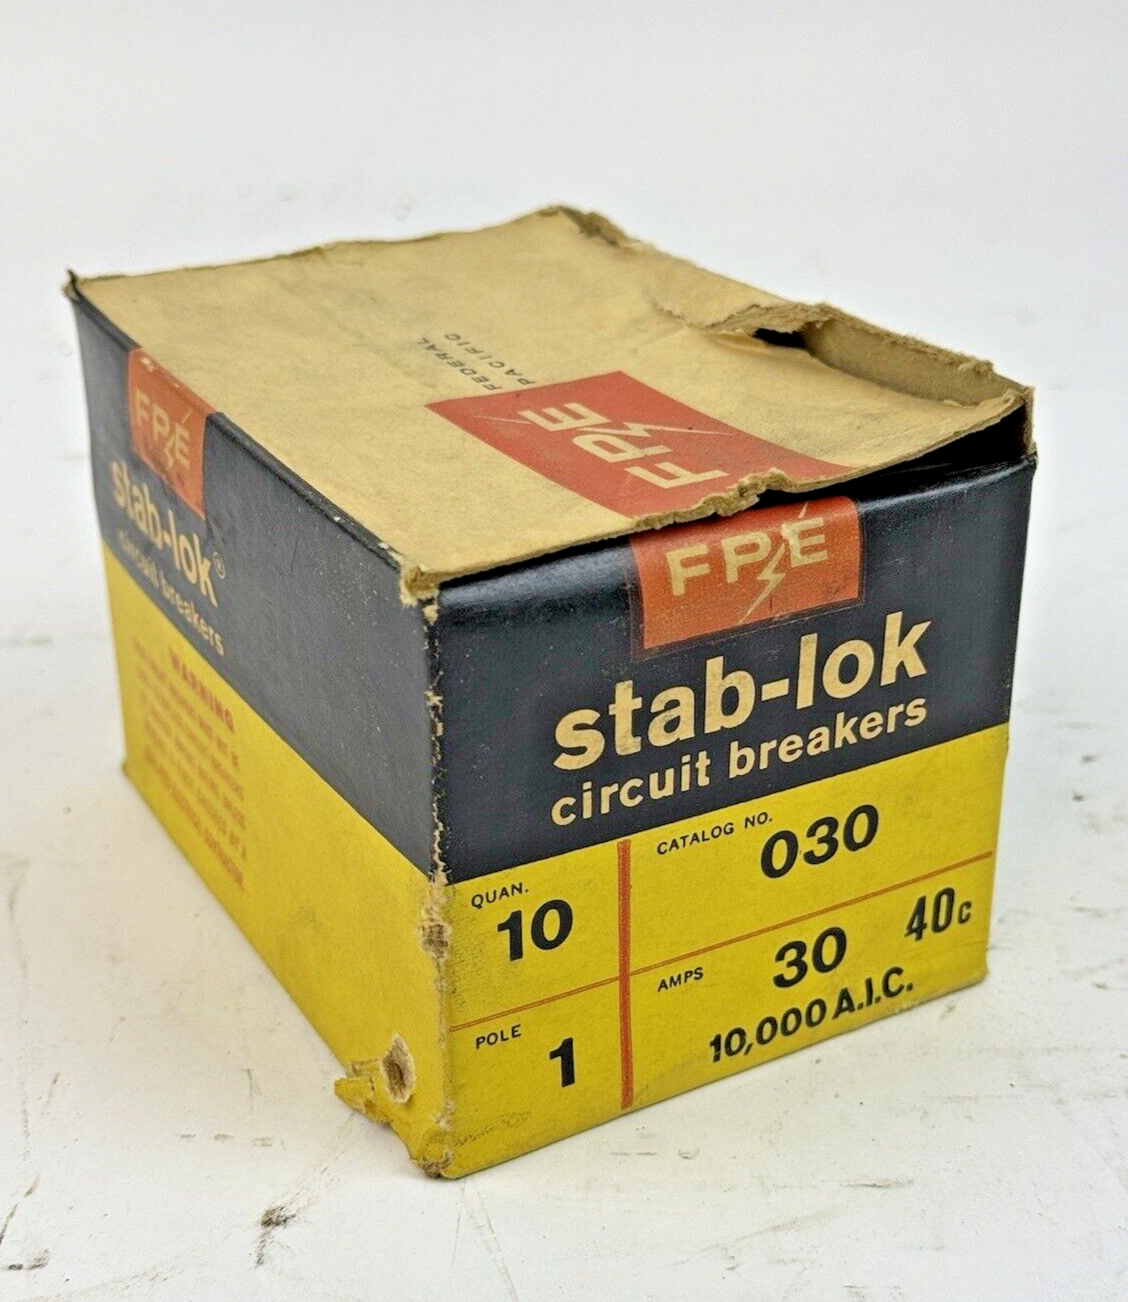 FEDERAL
PACIFIC
FPE
FPE
stab-lok®
circuit breakers
WARNING
FPE
stab-lok
circuit breakers
QUAN.
10
CATALOG NO.
030
POLE
1
AMPS
30
40c
10,000 A.I.C.